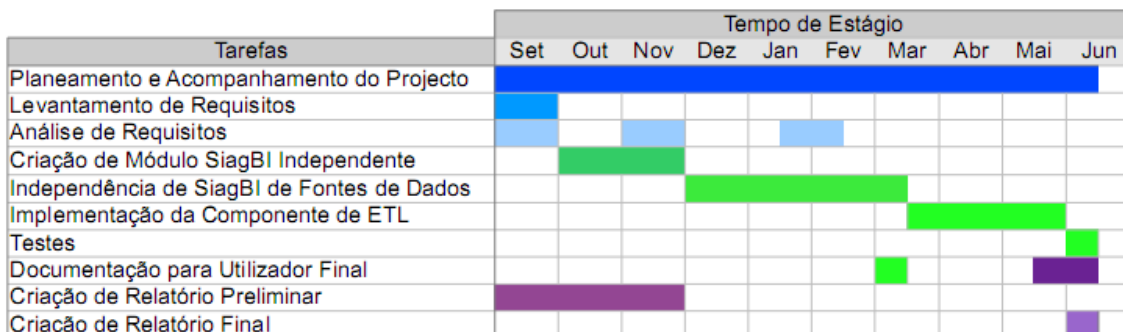 Tempo de Estágio
Tarefas Set Out Nov Dez Jan Fev Mar Abr Mai Jun
Planeamento e Acompanhamento do Projecto
Levantamento de Requisitos
Análise de Requisitos
Criação de Módulo SiagBI Independente
Independência de SiagBI de Fontes de Dados
Implementação da Componente de ETL
Testes
Documentação para Utilizador Final
Criação de Relatório Preliminar
Criação de Relatório Final